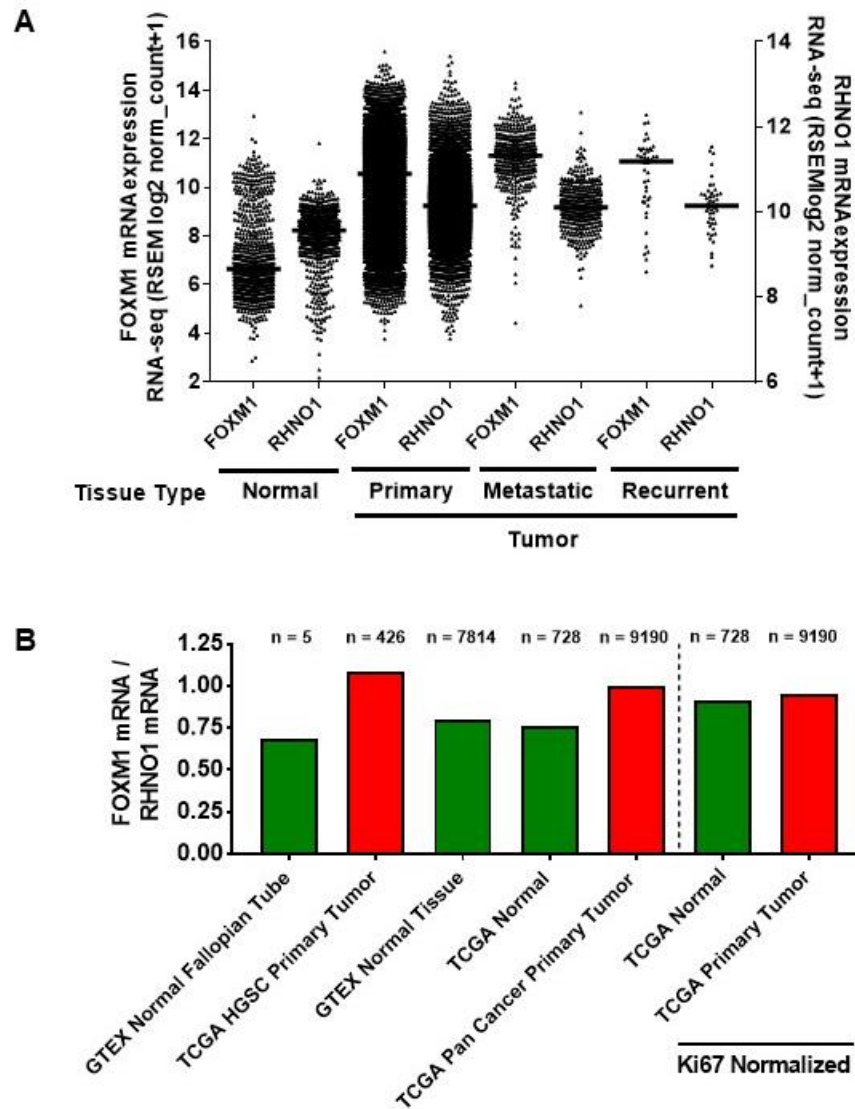 A
FOXM1 mRNA expression
RNA-seq (RSEM log2 norm_count+1)
16
14
12
10
8
6
4
2
14
12
10
8
6
RHNO1 mRNA expression
RNA-seq (RSEM log2 norm_count+1)
FOXM1 RHNO1 FOXM1 RHNO1 FOXM1 RHNO1 FOXM1 RHNO1
Tissue Type Normal Primary Metastatic Recurrent
Tumor
B
FOXM1 mRNA /
RHNO1 mRNA
1.25
1.00
0.75
0.50
0.25
0.00
n = 5 n = 426 n = 7814 n = 728 n = 9190 n = 728 n = 9190
GTEX Normal Fallopian Tube
TCGA HGSC Primary Tumor
GTEX Normal Tissue
TCGA Normal
TCGA Pan Cancer Primary Tumor
TCGA Normal
TCGA Primary Tumor
Ki67 Normalized